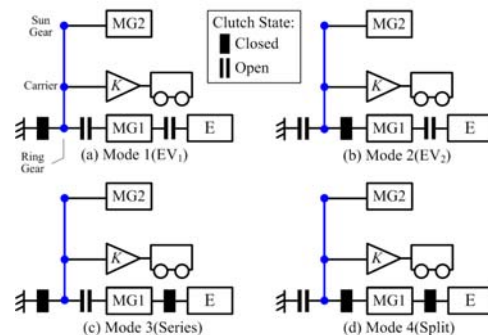 Sun
Gear
MG2
Clutch State:
Closed
Open
MG2
Carrier
K
K
MG1
E
MG1
E
Ring
Gear
(a) Mode 1(EV₁)
(b) Mode 2(EV₂)
MG2
MG2
K
K
MG1
E
MG1
E
(c) Mode 3(Series)
(d) Mode 4(Split)